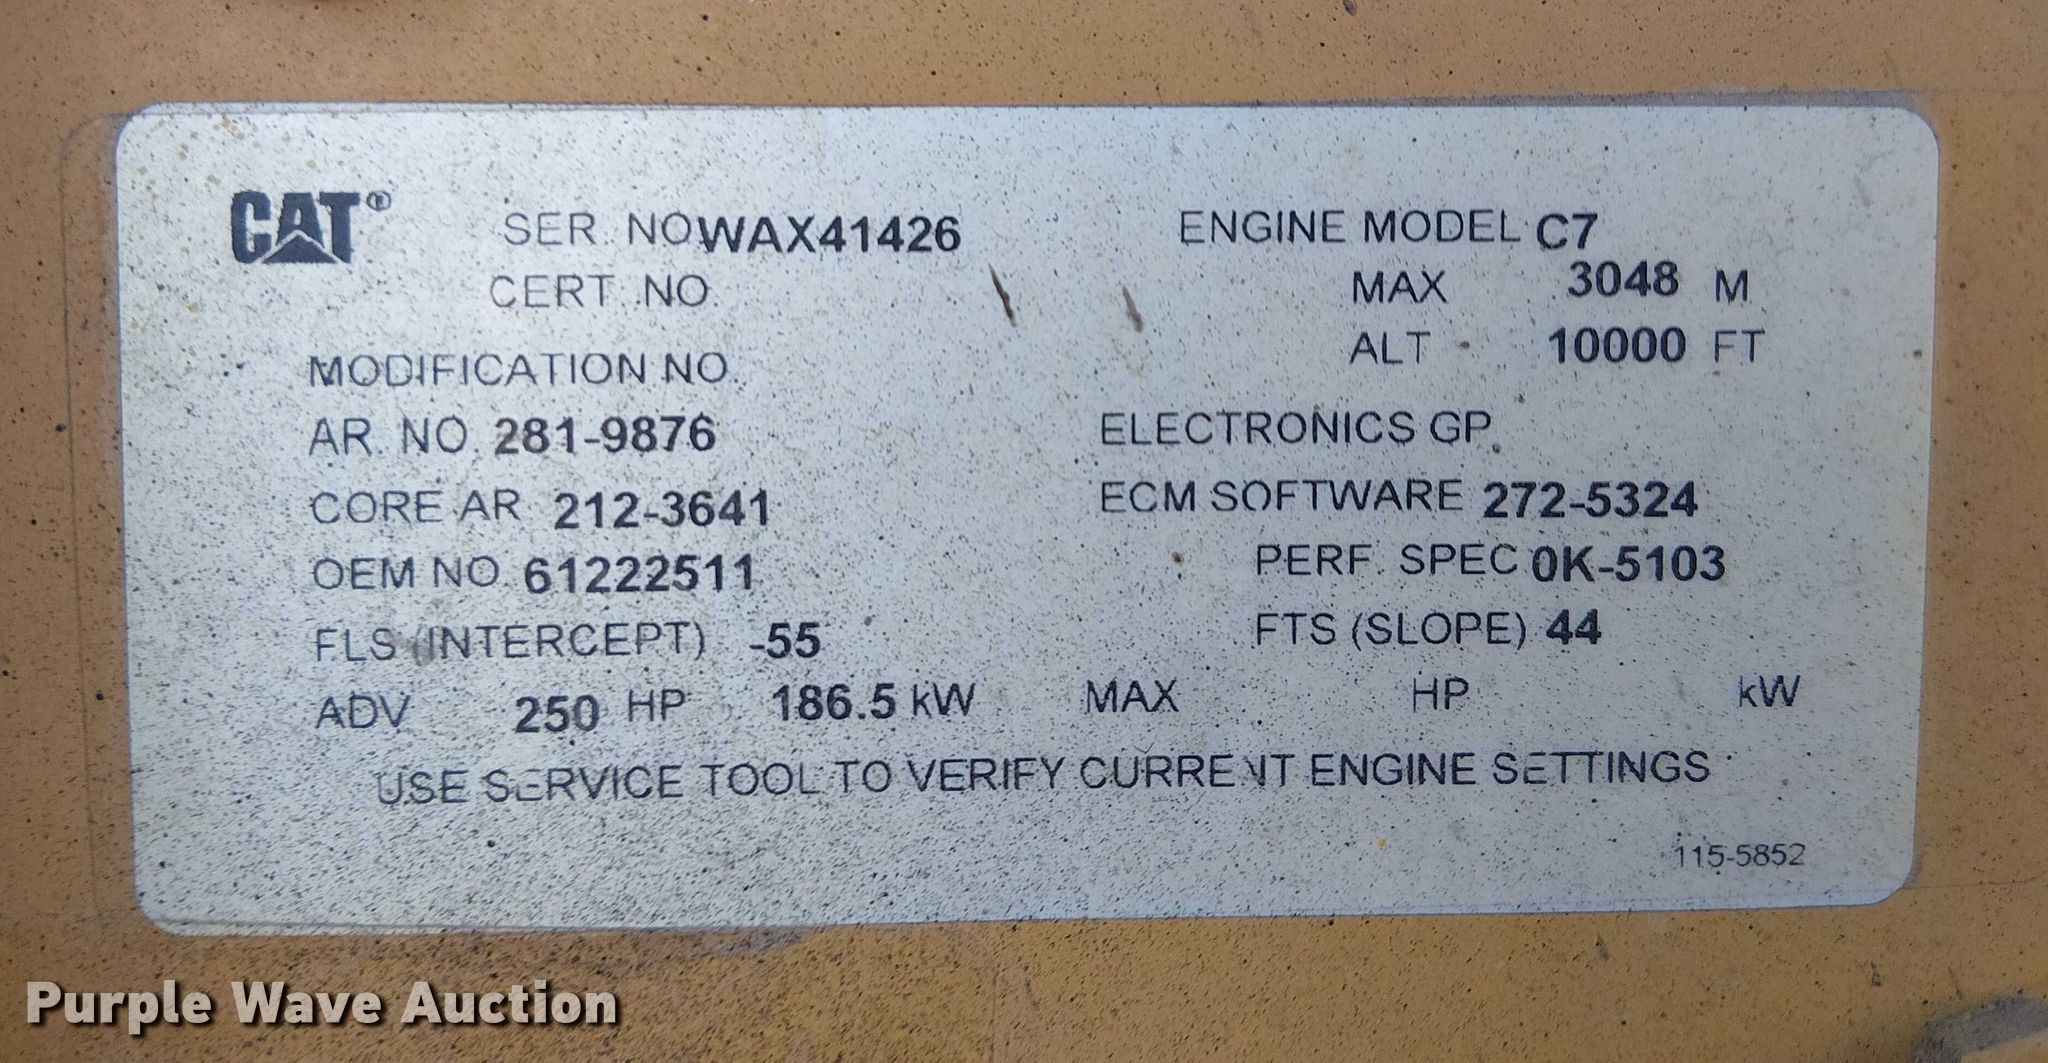 CAT® SER. NO WAX41426 ENGINE MODEL C7
CERT. NO. MAX 3048 M
ALT 10000 FT
MODIFICATION NO.
AR. NO. 281-9876 ELECTRONICS GP.
CORE AR 212-3641 ECM SOFTWARE 272-5324
OEM NO. 61222511 PERF. SPEC 0K-5103
FLS (INTERCEPT) -55 FTS (SLOPE) 44
ADV 250 HP 186.5 kW MAX HP kW
USE SERVICE TOOL TO VERIFY CURRENT ENGINE SETTINGS
115-5852
Purple Wave Auction